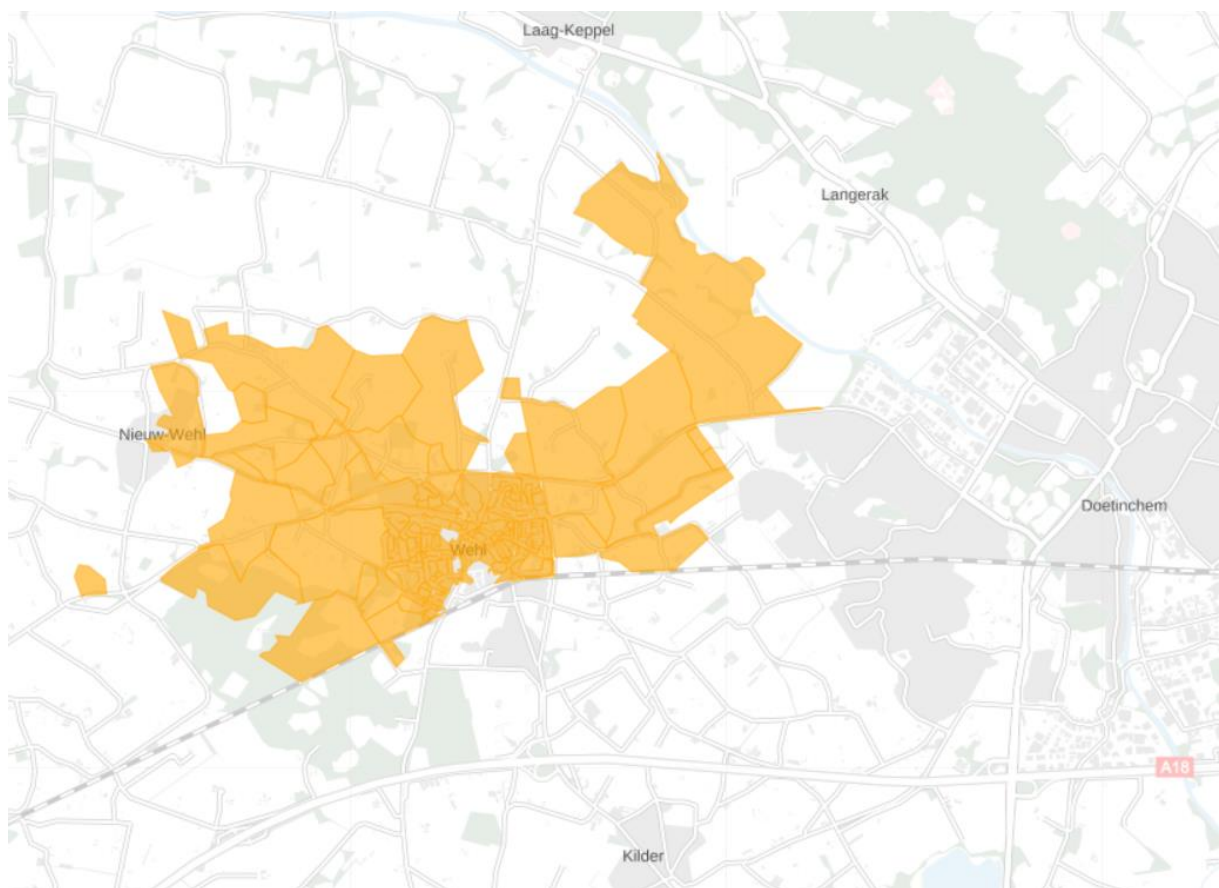 Laag-Keppel
Langerak
Nieuw-Wehl
Doetinchem
Wehl
A18
Kilder